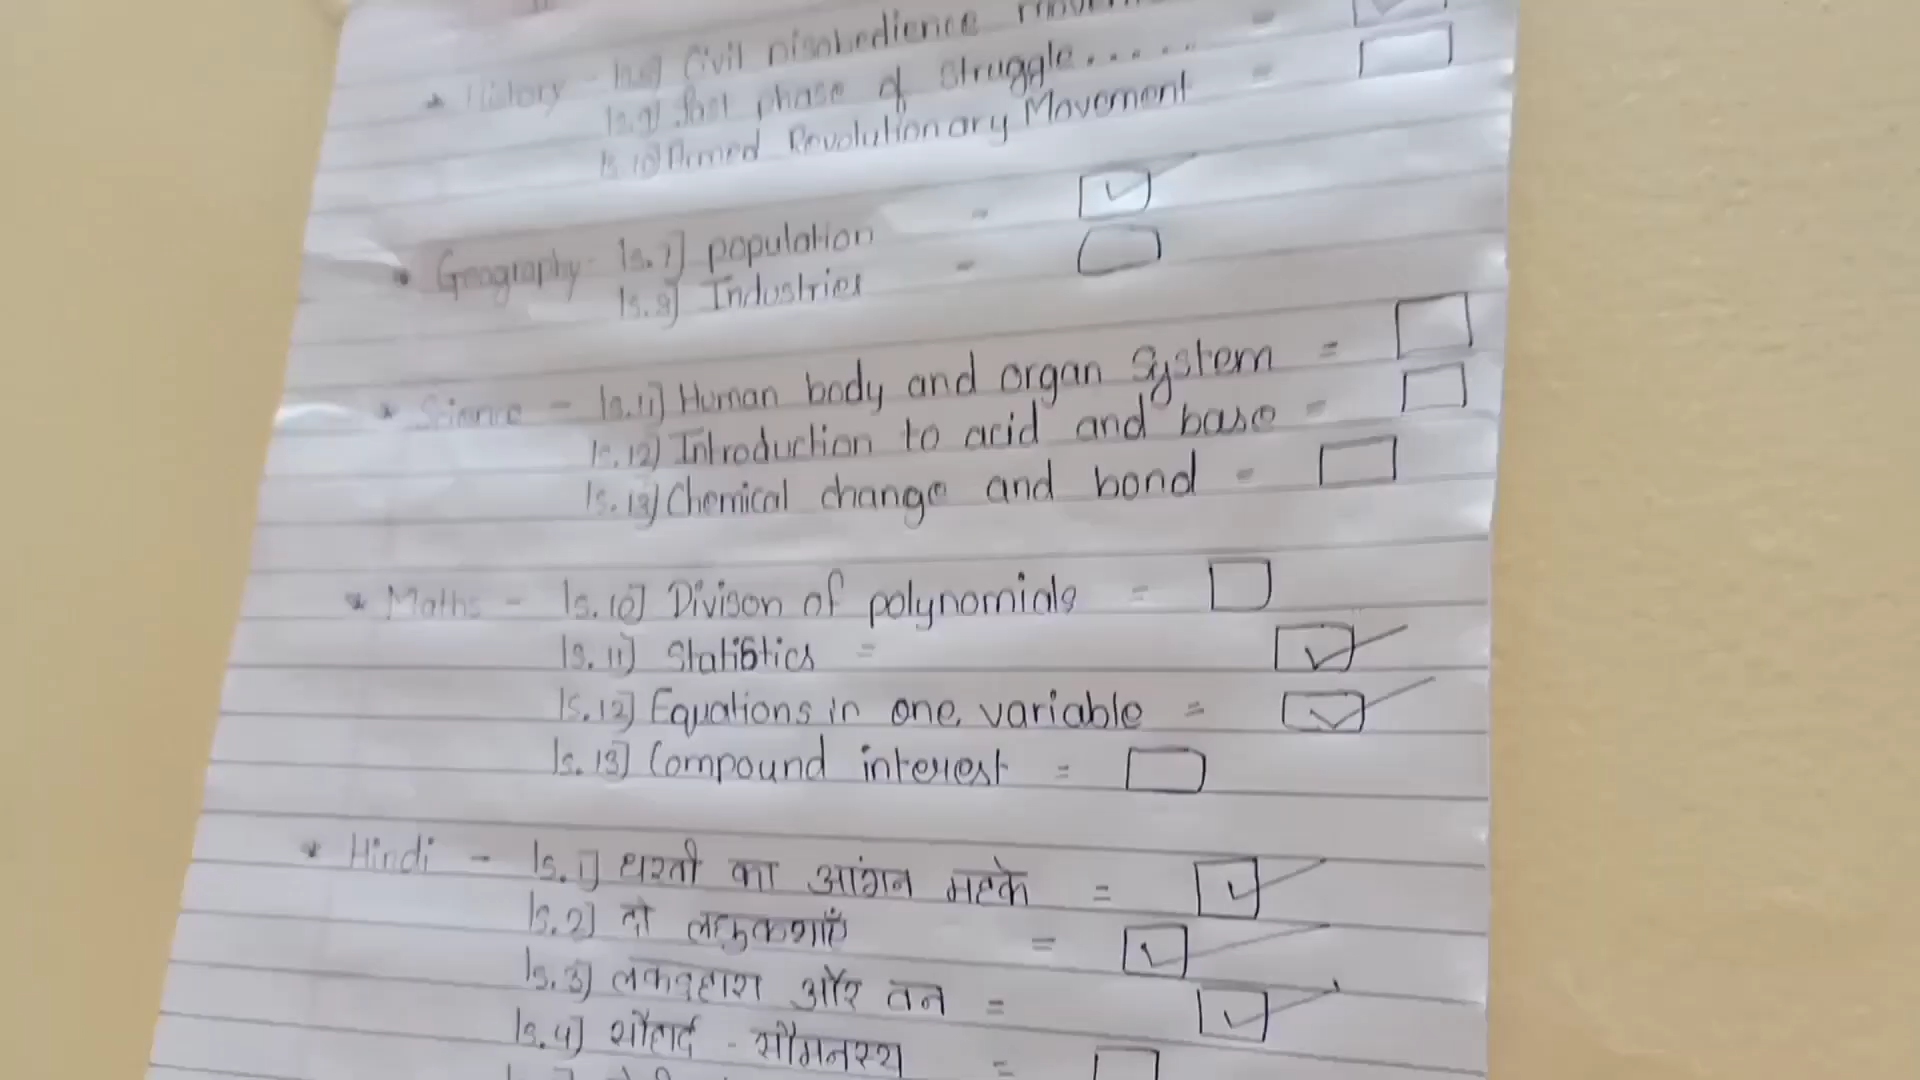 * History - ls.8] Civil Disobedience =
ls.9] Last phase of struggle..... =
ls.10] Armed Revolutionary Movement =
* Geography - ls.7] population =
ls.9] Industries =
* Science - ls.11] Human body and organ System =
ls.12) Introduction to acid and base =
ls.13) Chemical change and bond =
* Maths - ls.10] Divison of polynomials =
ls.11) Statistics =
ls.12] Equations in one variable =
ls.13] Compound interest =
* Hindi - ls.1] धरती का आंगन महके =
ls.2] दो लघुकथाएँ =
ls.3] लकड़हारा और वन =
ls.4] सौहार्द - सौमनस्य =